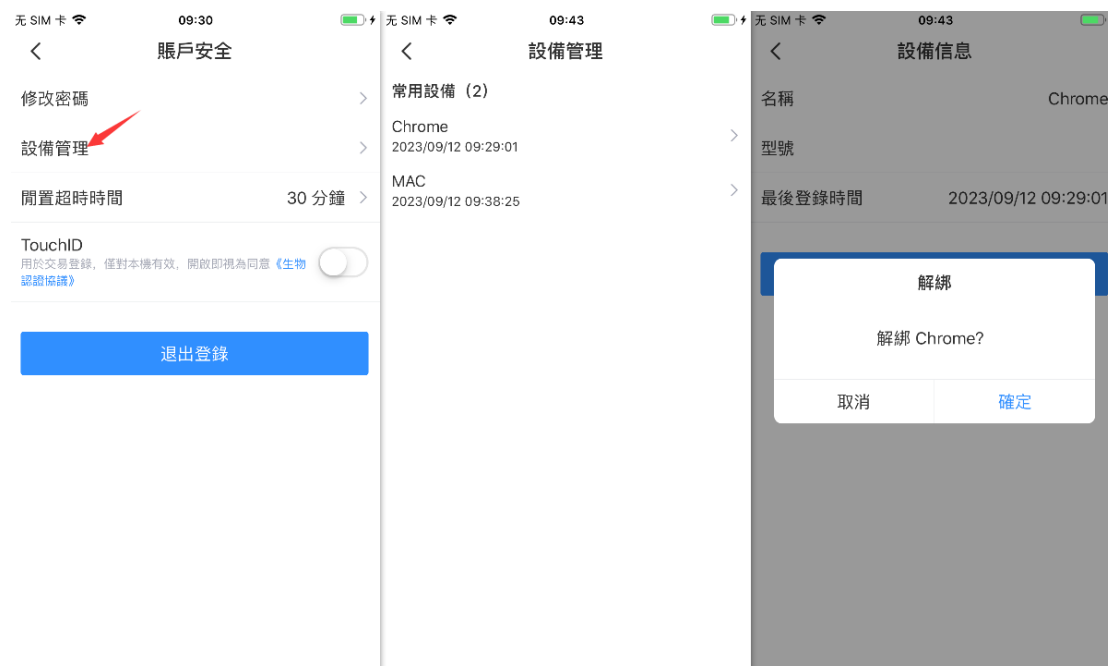 无 SIM 卡
09:30
賬戶安全
修改密碼
設備管理
閒置超時時間
30 分鐘
TouchID
用於交易登錄，僅對本機有效，開啟即視為同意《生物
認證協議》
退出登錄
无 SIM 卡
09:43
設備管理
常用設備（2）
Chrome
2023/09/12 09:29:01
MAC
2023/09/12 09:38:25
无 SIM 卡
09:43
設備信息
名稱
Chrome
型號
最後登錄時間
2023/09/12 09:29:01
解綁
解綁 Chrome?
取消
確定